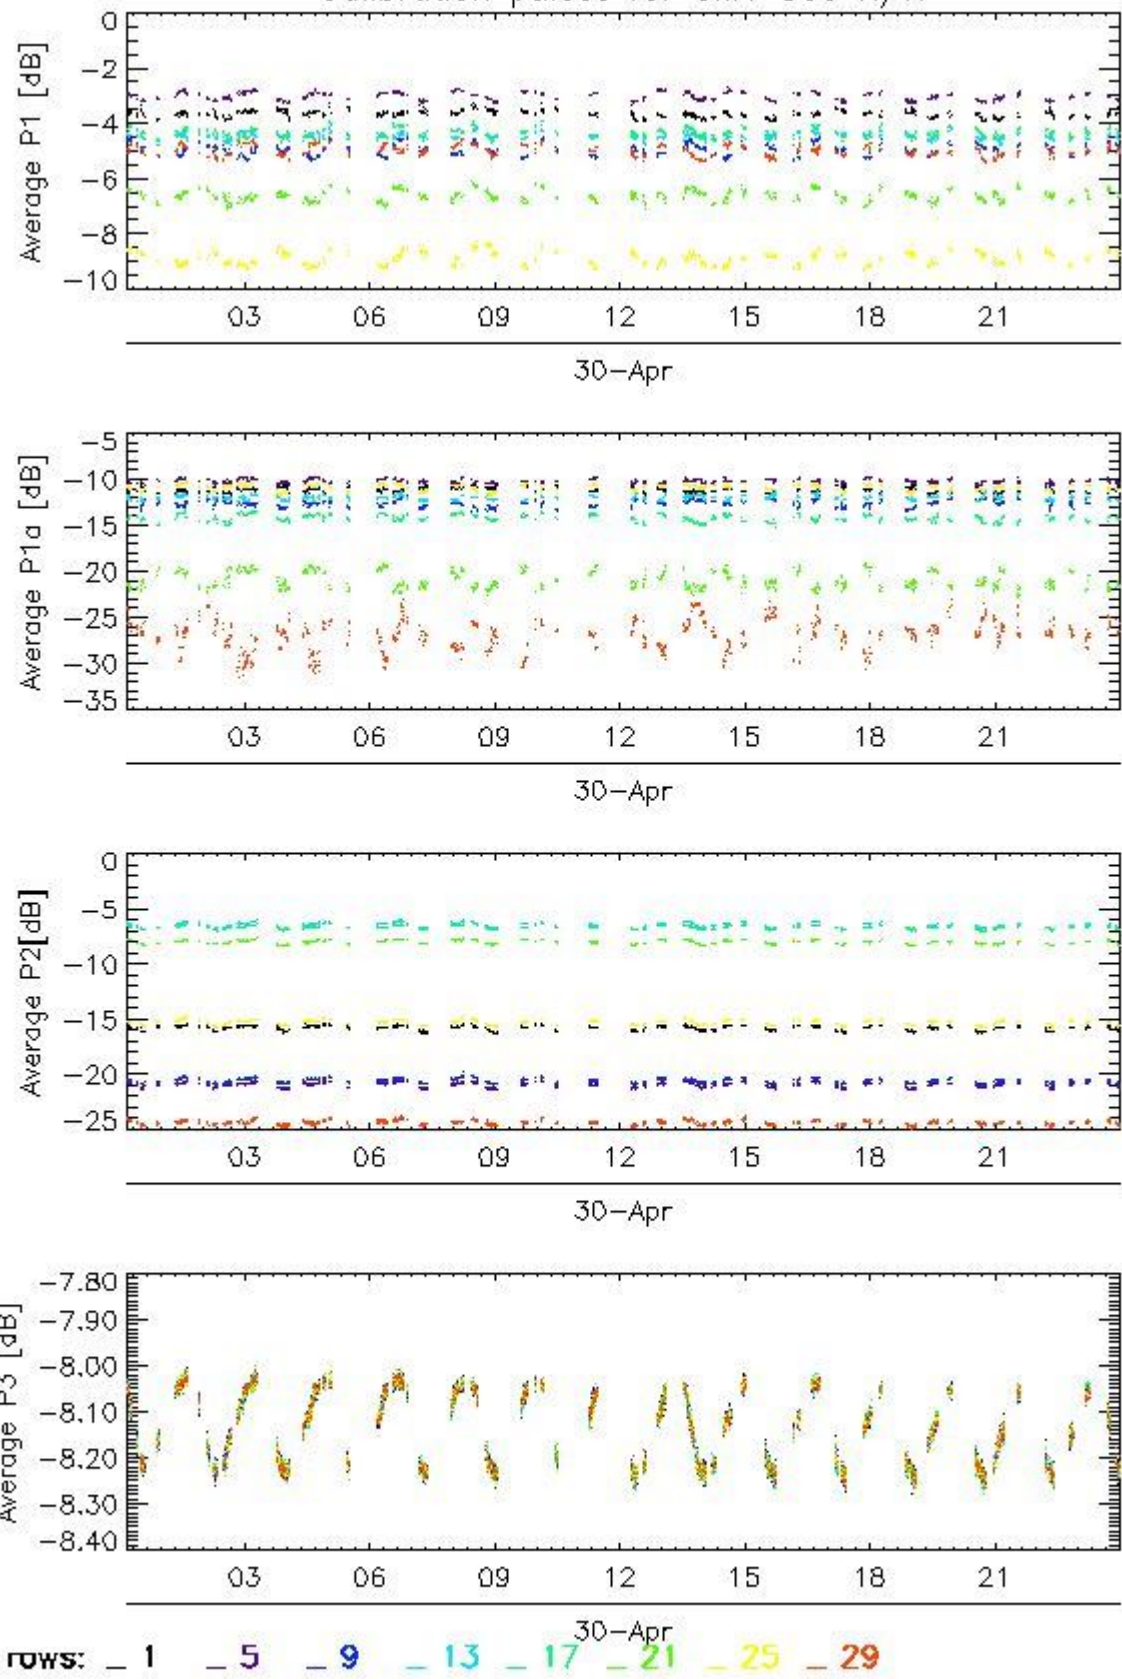 0
-2
-4
-6
-8
-10
Average P1 [dB]
03 06 09 12 15 18 21
30-Apr
-5
-10
-15
-20
-25
-30
-35
Average P1a [dB]
03 06 09 12 15 18 21
30-Apr
0
-5
-10
-15
-20
-25
Average P2[dB]
03 06 09 12 15 18 21
30-Apr
-7.80
-7.90
-8.00
-8.10
-8.20
-8.30
-8.40
Average P3 [dB]
03 06 09 12 15 18 21
30-Apr
rows: _ 1 _ 5 _ 9 _ 13 _ 17 _ 21 _ 25 _ 29